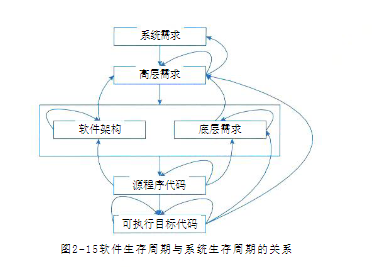 系统需求
高层需求
软件架构
底层需求
源程序代码
可执行目标代码
图2-15软件生存周期与系统生存周期的关系